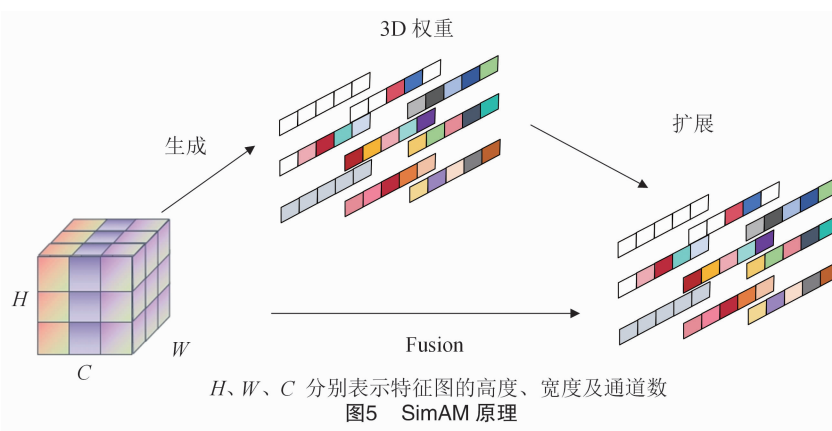 3D 权重
生成
扩展
H
W
C
Fusion
H、W、C 分别表示特征图的高度、宽度及通道数
图5 SimAM 原理